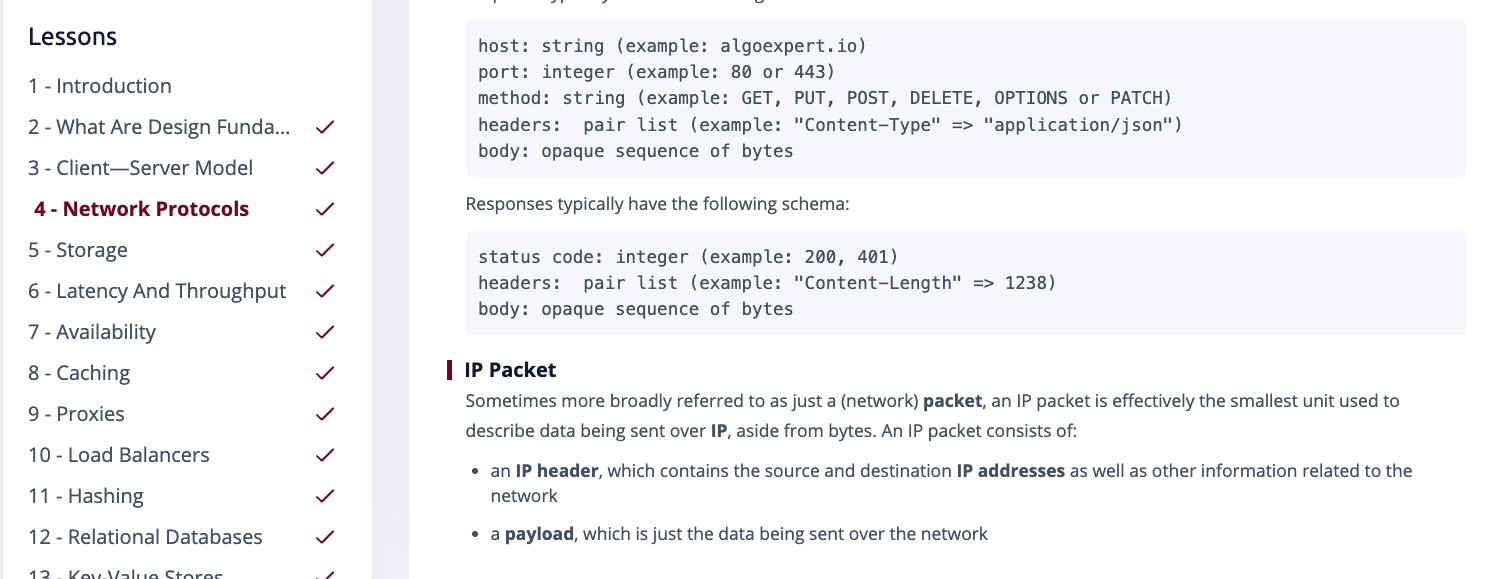 Lessons
1 - Introduction
2 - What Are Design Funda...
3 - Client—Server Model
4 - Network Protocols
5 - Storage
6 - Latency And Throughput
7 - Availability
8 - Caching
9 - Proxies
10 - Load Balancers
11 - Hashing
12 - Relational Databases
13 - Key-Value Stores
host: string (example: algoexpert.io)
port: integer (example: 80 or 443)
method: string (example: GET, PUT, POST, DELETE, OPTIONS or PATCH)
headers:  pair list (example: "Content-Type" => "application/json")
body: opaque sequence of bytes
Responses typically have the following schema:
status code: integer (example: 200, 401)
headers:  pair list (example: "Content-Length" => 1238)
body: opaque sequence of bytes
IP Packet
Sometimes more broadly referred to as just a (network) packet, an IP packet is effectively the smallest unit used to
describe data being sent over IP, aside from bytes. An IP packet consists of:
• an IP header, which contains the source and destination IP addresses as well as other information related to the
network
• a payload, which is just the data being sent over the network